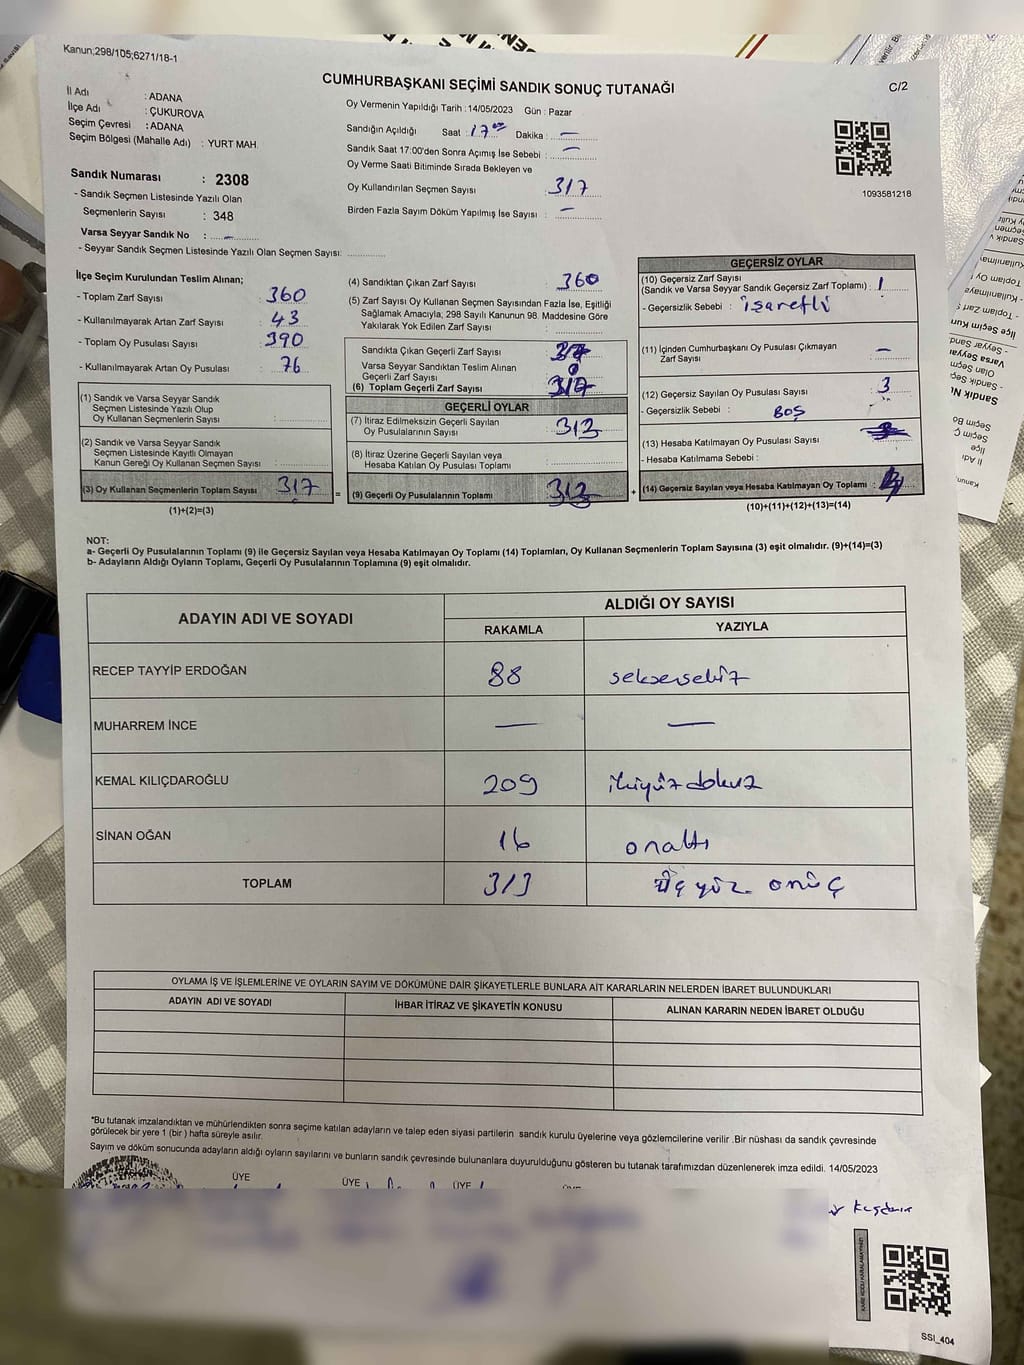 Kanun;298/105;6271/18-1
CUMHURBAŞKANI SEÇİMİ SANDIK SONUÇ TUTANAĞI
C/2
İl Adı : ADANA
İlçe Adı : ÇUKUROVA
Seçim Çevresi : ADANA
Seçim Bölgesi (Mahalle Adı) : YURT MAH.
Sandık Numarası : 2308
- Sandık Seçmen Listesinde Yazılı Olan
Seçmenlerin Sayısı : 348
Varsa Seyyar Sandık No : –
- Seyyar Sandık Seçmen Listesinde Yazılı Olan Seçmen Sayısı:
Oy Vermenin Yapıldığı Tarih : 14/05/2023 Gün : Pazar
Sandığın Açıldığı Saat : 17 00 Dakika : –
Sandık Saat 17:00'den Sonra Açımış İse Sebebi : –
Oy Verme Saati Bitiminde Sırada Bekleyen ve
Oy Kullandırılan Seçmen Sayısı : 317
Birden Fazla Sayım Döküm Yapılmış İse Sayısı : –
1093581218
İlçe Seçim Kurulundan Teslim Alınan;
- Toplam Zarf Sayısı : 360
- Kullanılmayarak Artan Zarf Sayısı : 43
- Toplam Oy Pusulası Sayısı : 390
- Kullanılmayarak Artan Oy Pusulası : 76
(1) Sandık ve Varsa Seyyar Sandık
Seçmen Listesinde Yazılı Olup
Oy Kullanan Seçmenlerin Sayısı :
(2) Sandık ve Varsa Seyyar Sandık
Seçmen Listesinde Kayıtlı Olmayan
Kanun Gereği Oy Kullanan Seçmen Sayısı :
(3) Oy Kullanan Seçmenlerin Toplam Sayısı : 317
(1)+(2)=(3)
=
(4) Sandıktan Çıkan Zarf Sayısı : 360
(5) Zarf Sayısı Oy Kullanan Seçmen Sayısından Fazla İse, Eşitliği
Sağlamak Amacıyla, 298 Sayılı Kanunun 98. Maddesine Göre
Yakılarak Yok Edilen Zarf Sayısı :
Sandıkta Çıkan Geçerli Zarf Sayısı :
Varsa Seyyar Sandıktan Teslim Alınan
Geçerli Zarf Sayısı : 0
(6) Toplam Geçerli Zarf Sayısı :
GEÇERLİ OYLAR
(7) İtiraz Edilmeksizin Geçerli Sayılan
Oy Pusulalarının Sayısı : 313
(8) İtiraz Üzerine Geçerli Sayılan veya
Hesaba Katılan Oy Pusulası Toplamı :
(9) Geçerli Oy Pusulalarının Toplamı : 313
+
GEÇERSİZ OYLAR
(10) Geçersiz Zarf Sayısı
(Sandık ve Varsa Seyyar Sandık Geçersiz Zarf Toplamı) : 1
- Geçersizlik Sebebi : işaretli
(11) İçinden Cumhurbaşkanı Oy Pusulası Çıkmayan
Zarf Sayısı : –
(12) Geçersiz Sayılan Oy Pusulası Sayısı : 3
- Geçersizlik Sebebi : BOŞ
(13) Hesaba Katılmayan Oy Pusulası Sayısı :
- Hesaba Katılmama Sebebi :
(14) Geçersiz Sayılan veya Hesaba Katılmayan Oy Toplamı :
(10)+(11)+(12)+(13)=(14)
NOT:
a- Geçerli Oy Pusulalarının Toplamı (9) ile Geçersiz Sayılan veya Hesaba Katılmayan Oy Toplamı (14) Toplamları, Oy Kullanan Seçmenlerin Toplam Sayısına (3) eşit olmalıdır. (9)+(14)=(3)
b- Adayların Aldığı Oyların Toplamı, Geçerli Oy Pusulalarının Toplamına (9) eşit olmalıdır.
ADAYIN ADI VE SOYADI
ALDIĞI OY SAYISI
RAKAMLA YAZIYLA
RECEP TAYYİP ERDOĞAN 88 seksensekiz
MUHARREM İNCE — —
KEMAL KILIÇDAROĞLU 209 ikiyüzdokuz
SİNAN OĞAN 16 onaltı
TOPLAM 313 üçyüz onüç
OYLAMA İŞ VE İŞLEMLERİNE VE OYLARIN SAYIM VE DÖKÜMÜNE DAİR ŞİKAYETLERLE BUNLARA AİT KARARLARIN NELERDEN İBARET BULUNDUKLARI
ADAYIN ADI VE SOYADI İHBAR İTİRAZ VE ŞİKAYETİN KONUSU ALINAN KARARIN NEDEN İBARET OLDUĞU
*Bu tutanak imzalandıktan ve mühürlendikten sonra seçime katılan adayların ve talep eden siyasi partilerin sandık kurulu üyelerine veya gözlemcilerine verilir .Bir nüshası da sandık çevresinde
görülecek bir yere 1 (bir ) hafta süreyle asılır.
Sayım ve döküm sonucunda adayların aldığı oyların sayılarını ve bunların sandık çevresinde bulunanlara duyurulduğunu gösteren bu tutanak tarafımızdan düzenlenerek imza edildi. 14/05/2023
ÜYE ÜYE ÜYE
KARE KODU KARALAMAYINIZ!
SSI_404